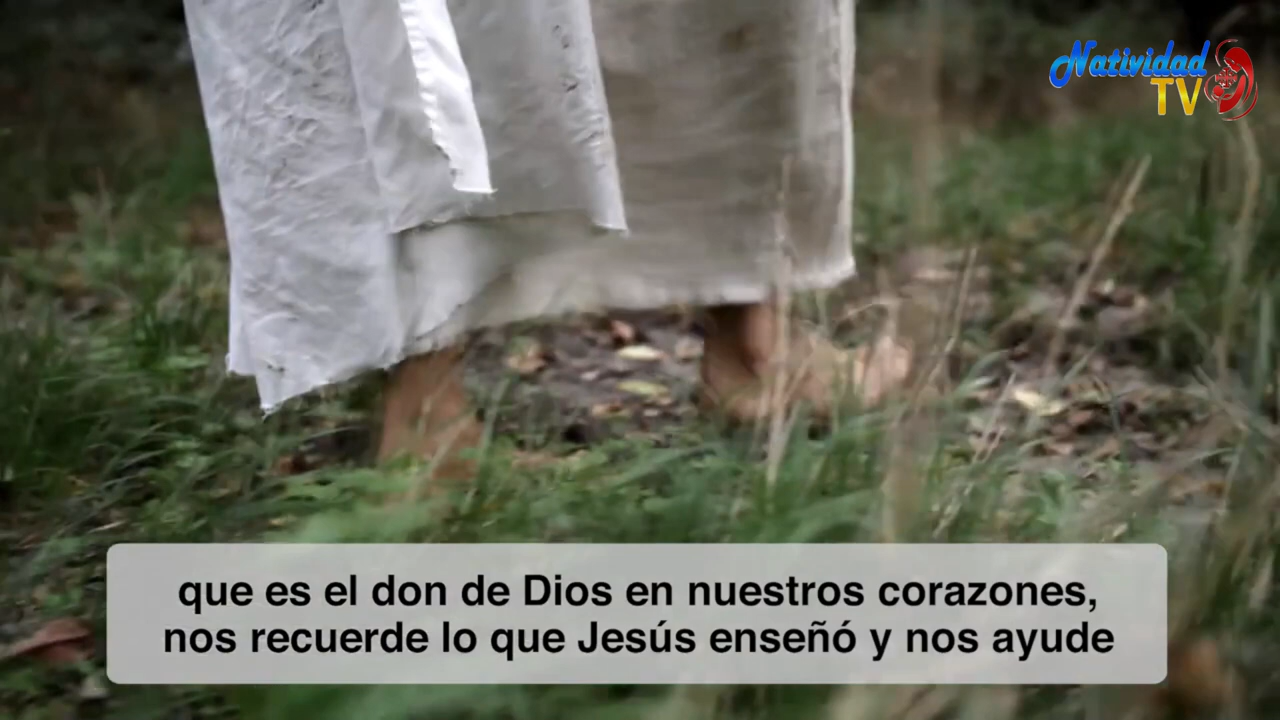 Natividad
TV
que es el don de Dios en nuestros corazones,
nos recuerde lo que Jesús enseñó y nos ayude